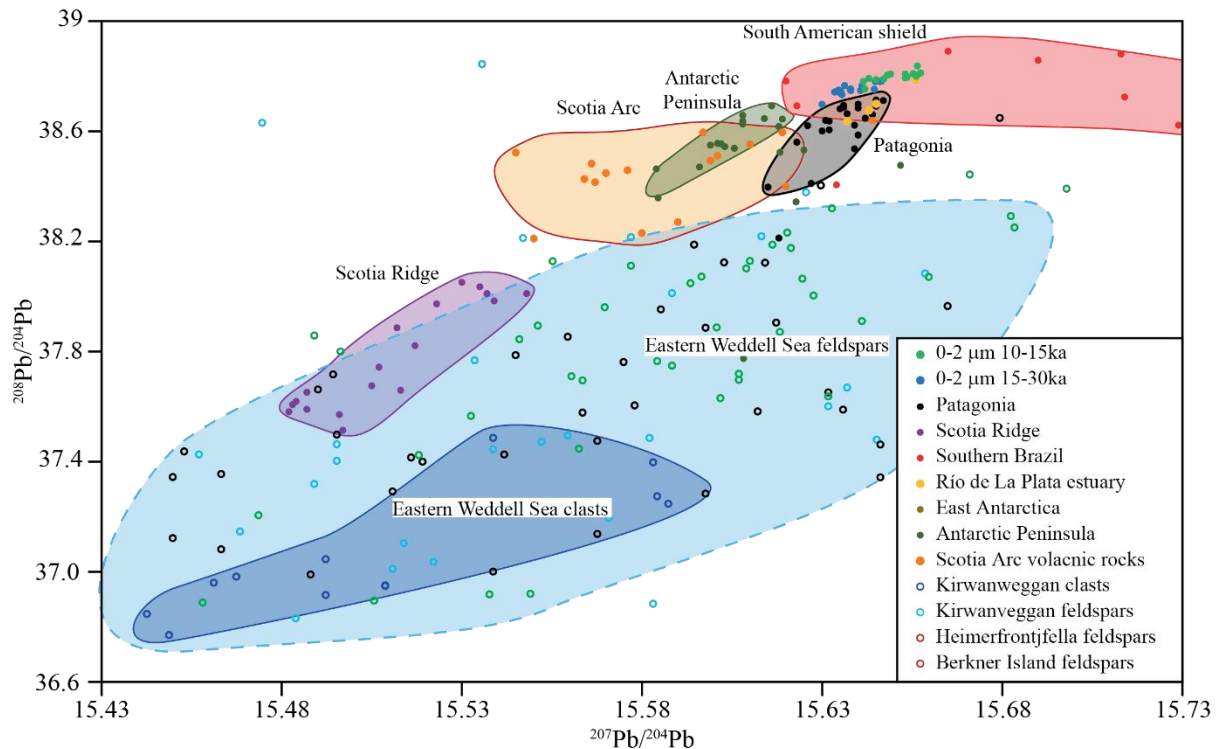 39
38.6
38.2
37.8
37.4
37.0
36.6
208Pb/204Pb
South American shield
Antarctic
Peninsula
Scotia Arc
Patagonia
Scotia Ridge
Eastern Weddell Sea feldspars
Eastern Weddell Sea clasts
0-2 μm 10-15ka
0-2 μm 15-30ka
Patagonia
Scotia Ridge
Southern Brazil
Río de La Plata estuary
East Antarctica
Antarctic Peninsula
Scotia Arc volacnic rocks
Kirwanweggan clasts
Kirwanveggan feldspars
Heimerfrontjfella feldspars
Berkner Island feldspars
15.43 15.48 15.53 15.58 15.63 15.68 15.73
207Pb/204Pb